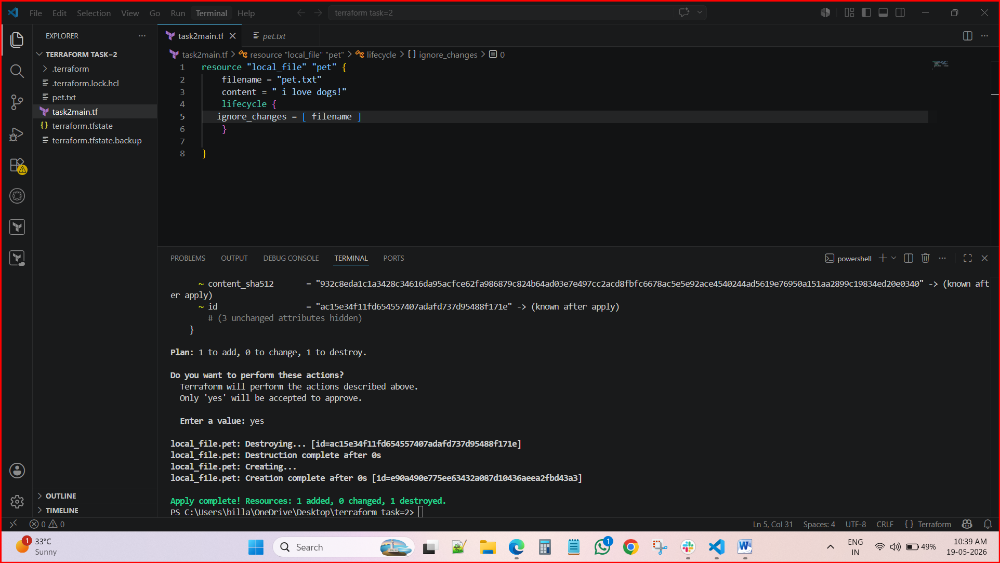 File Edit Selection View Go Run Terminal Help
terraform task=2
EXPLORER
TERRAFORM TASK=2
.terraform
.terraform.lock.hcl
pet.txt
task2main.tf
terraform.tfstate
terraform.tfstate.backup
OUTLINE
TIMELINE
task2main.tf
pet.txt
task2main.tf > resource "local_file" "pet" > lifecycle > [ ] ignore_changes > 0
1 resource "local_file" "pet" {
2 filename = "pet.txt"
3 content = " i love dogs!"
4 lifecycle {
5 ignore_changes = [ filename ]
6 }
7
8 }
PROBLEMS OUTPUT DEBUG CONSOLE TERMINAL PORTS
powershell
~ content_sha512 = "932c8eda1c1a3428c34616da95acfce62fa986879c824b64ad03e7e497cc2acd8fbfc6678ac5e5e92ace4540244ad5619e76950a151aa2899c19834ed20e0340" -> (known aft
er apply)
~ id = "ac15e34f11fd654557407adafd737d95488f171e" -> (known after apply)
# (3 unchanged attributes hidden)
}
Plan: 1 to add, 0 to change, 1 to destroy.
Do you want to perform these actions?
Terraform will perform the actions described above.
Only 'yes' will be accepted to approve.
Enter a value: yes
local_file.pet: Destroying... [id=ac15e34f11fd654557407adafd737d95488f171e]
local_file.pet: Destruction complete after 0s
local_file.pet: Creating...
local_file.pet: Creation complete after 0s [id=e90a490e775ee63432a087d10436aeea2fbd43a3]
Apply complete! Resources: 1 added, 0 changed, 1 destroyed.
PS C:\Users\billa\OneDrive\Desktop\terraform task=2>
0 0
Ln 5, Col 31 Spaces: 4 UTF-8 CRLF { } Terraform
1
33°C
Sunny
Search
1
ENG
IN
49%
10:39 AM
19-05-2026